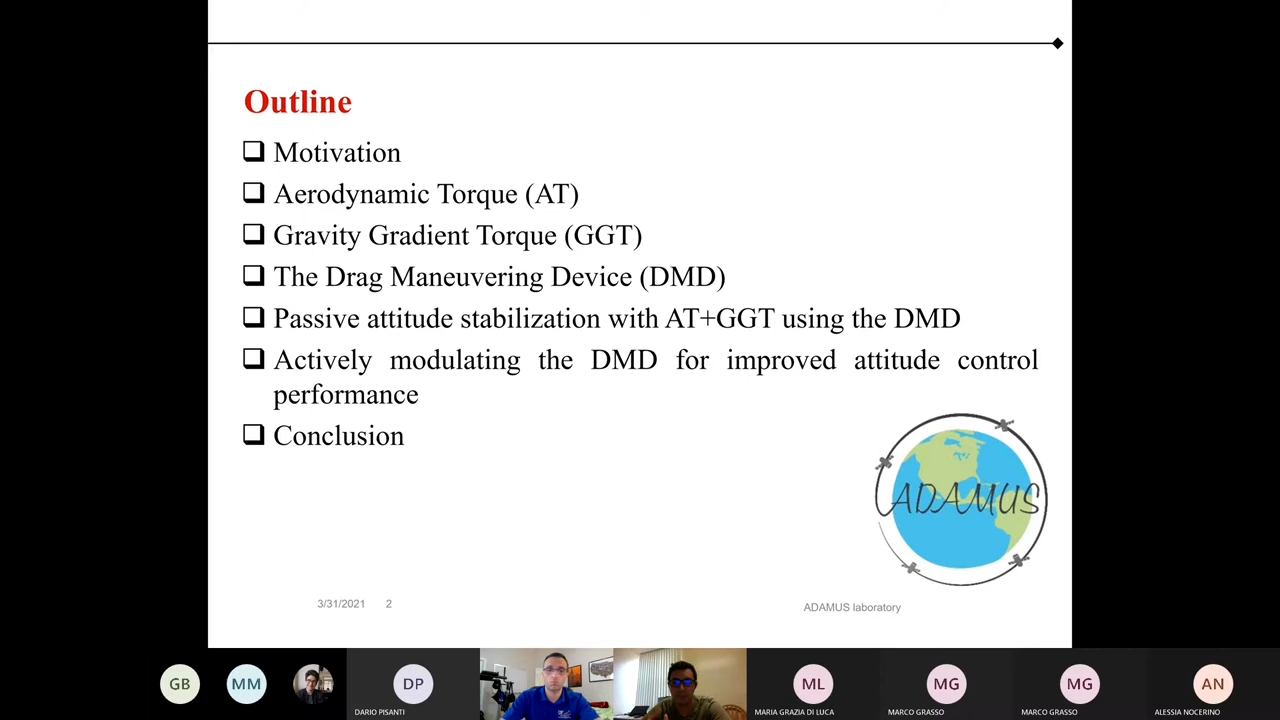 Outline
Motivation
Aerodynamic Torque (AT)
Gravity Gradient Torque (GGT)
The Drag Maneuvering Device (DMD)
Passive attitude stabilization with AT+GGT using the DMD
Actively modulating the DMD for improved attitude control
performance
Conclusion
ADAMUS
3/31/2021 2
ADAMUS laboratory
GB
MM
DP
ML
MG
MG
AN
DARIO PISANTI
MARIA GRAZIA DI LUCA
MARCO GRASSO
MARCO GRASSO
ALESSIA NOCERINO